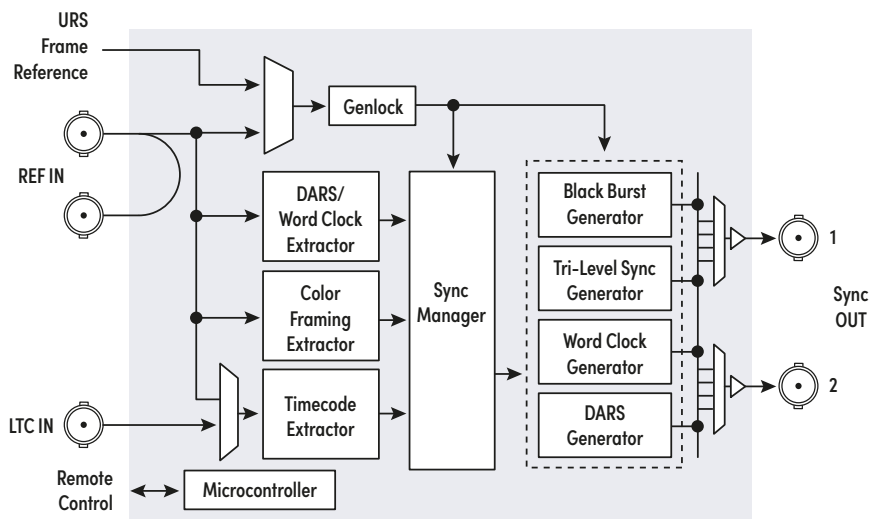 URS
Frame
Reference
Genlock
REF IN
DARS/
Word Clock
Extractor
Color
Framing
Extractor
Timecode
Extractor
LTC IN
Remote
Control
Microcontroller
Sync
Manager
Black Burst
Generator
Tri-Level Sync
Generator
Word Clock
Generator
DARS
Generator
1
Sync
OUT
2